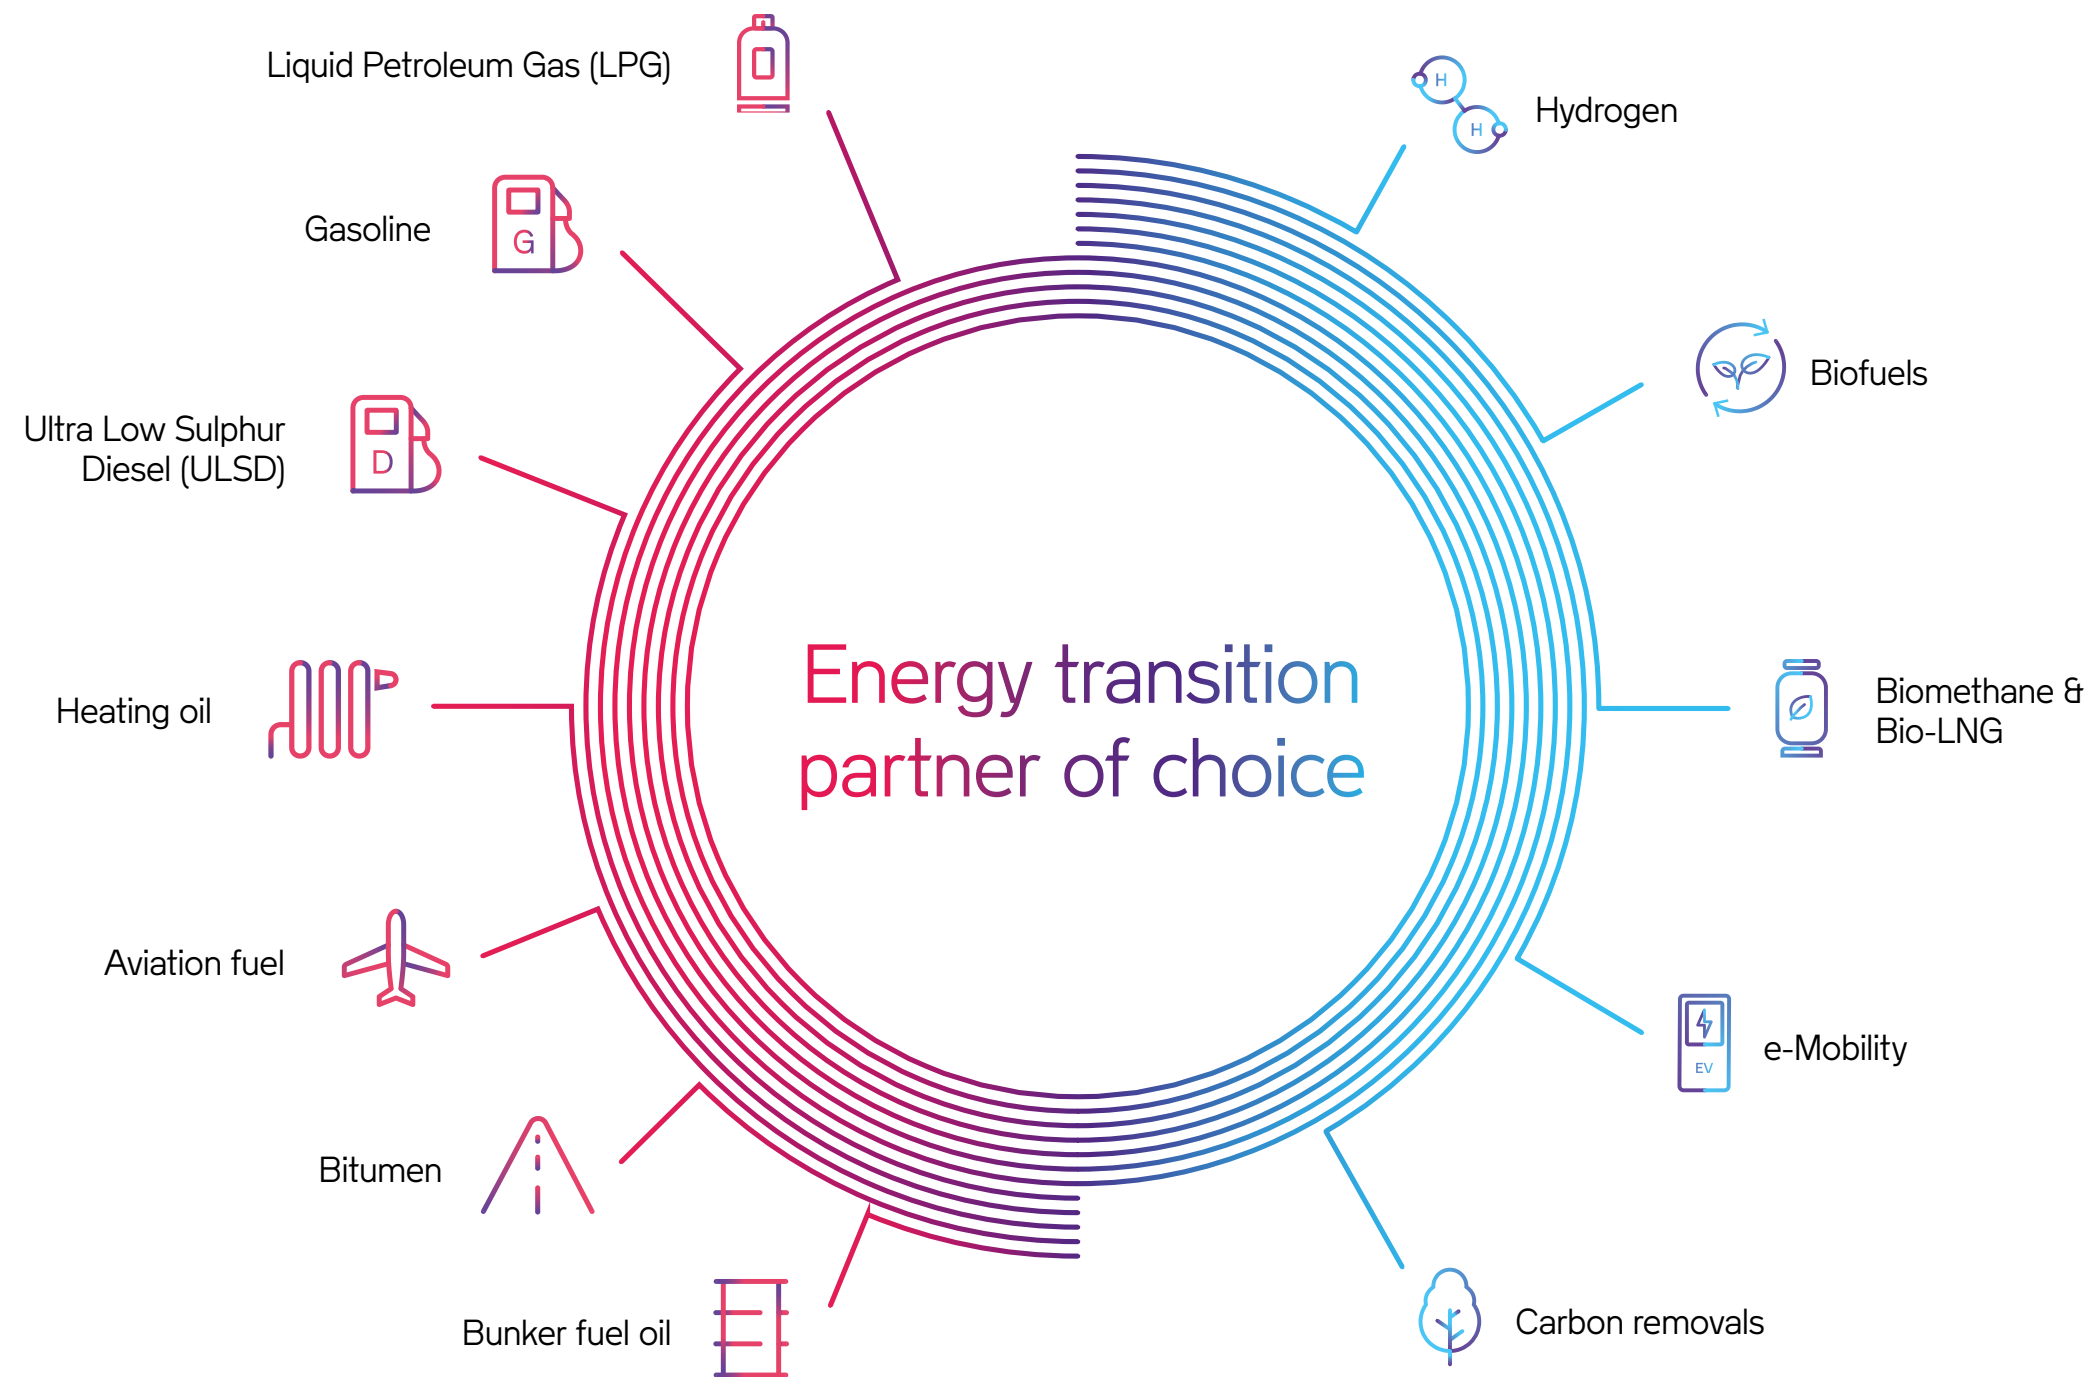 Liquid Petroleum Gas (LPG)
Gasoline
G
Ultra Low Sulphur
Diesel (ULSD)
D
Heating oil
Aviation fuel
Bitumen
Bunker fuel oil
Energy transition
partner of choice
H
H
Hydrogen
Biofuels
Biomethane &
Bio-LNG
EV
e-Mobility
Carbon removals